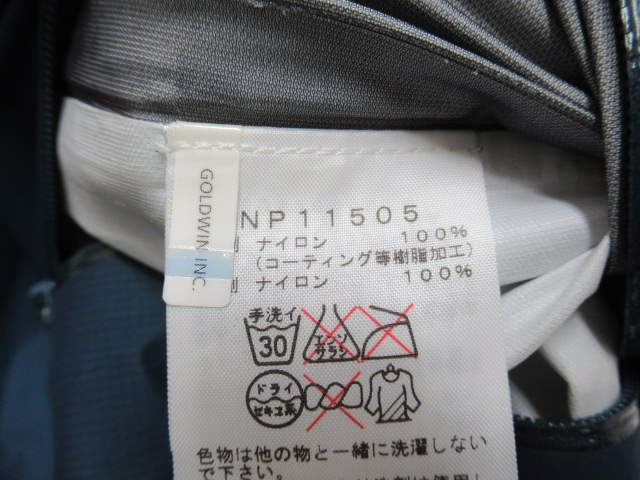 GOLDWIN INC.
NP11505
ナイロン 100%
(コーティング等樹脂加工)
ナイロン 100%
手洗イ
30
エンソ
サラシ
ドライ
セキユ系
色物は他の物と一緒に洗濯しない
で下さい。